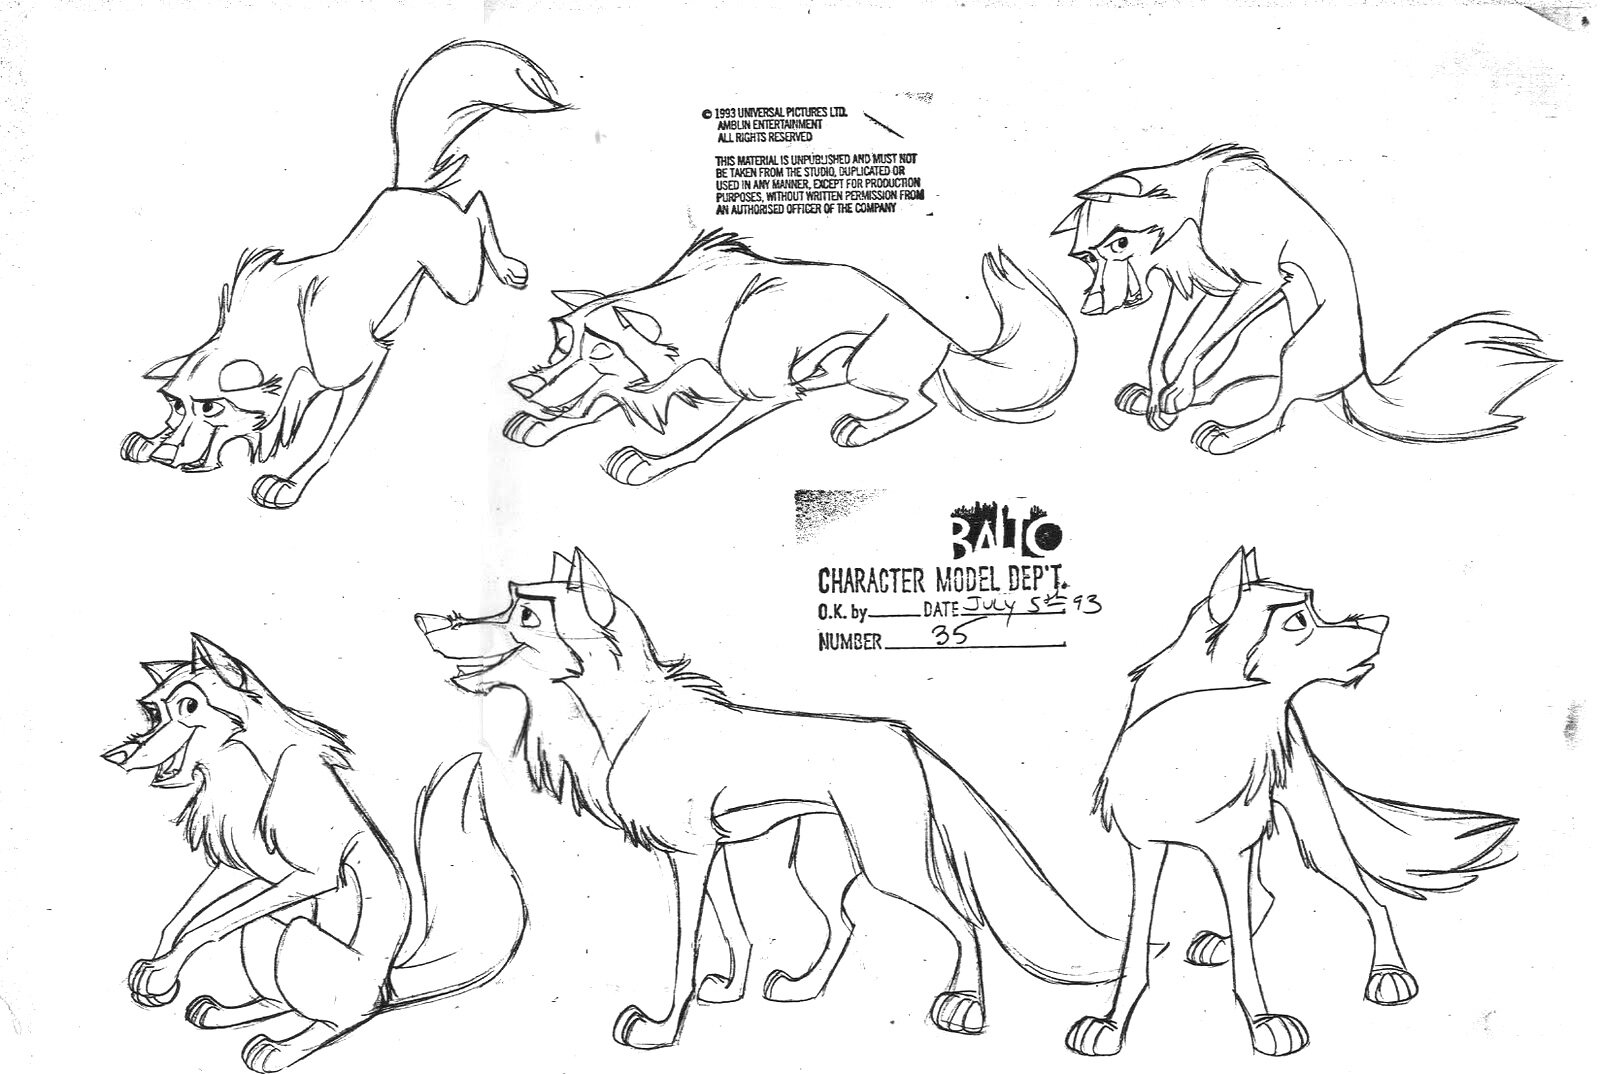 © 1993 UNIVERSAL PICTURES LTD.
AMBLIN ENTERTAINMENT
ALL RIGHTS RESERVED
THIS MATERIAL IS UNPUBLISHED AND MUST NOT
BE TAKEN FROM THE STUDIO, DUPLICATED OR
USED IN ANY MANNER, EXCEPT FOR PRODUCTION
PURPOSES, WITHOUT WRITTEN PERMISSION FROM
AN AUTHORISED OFFICER OF THE COMPANY
BALTO
CHARACTER MODEL DEP'T.
O.K. by DATE JULY 5th 93
NUMBER 35